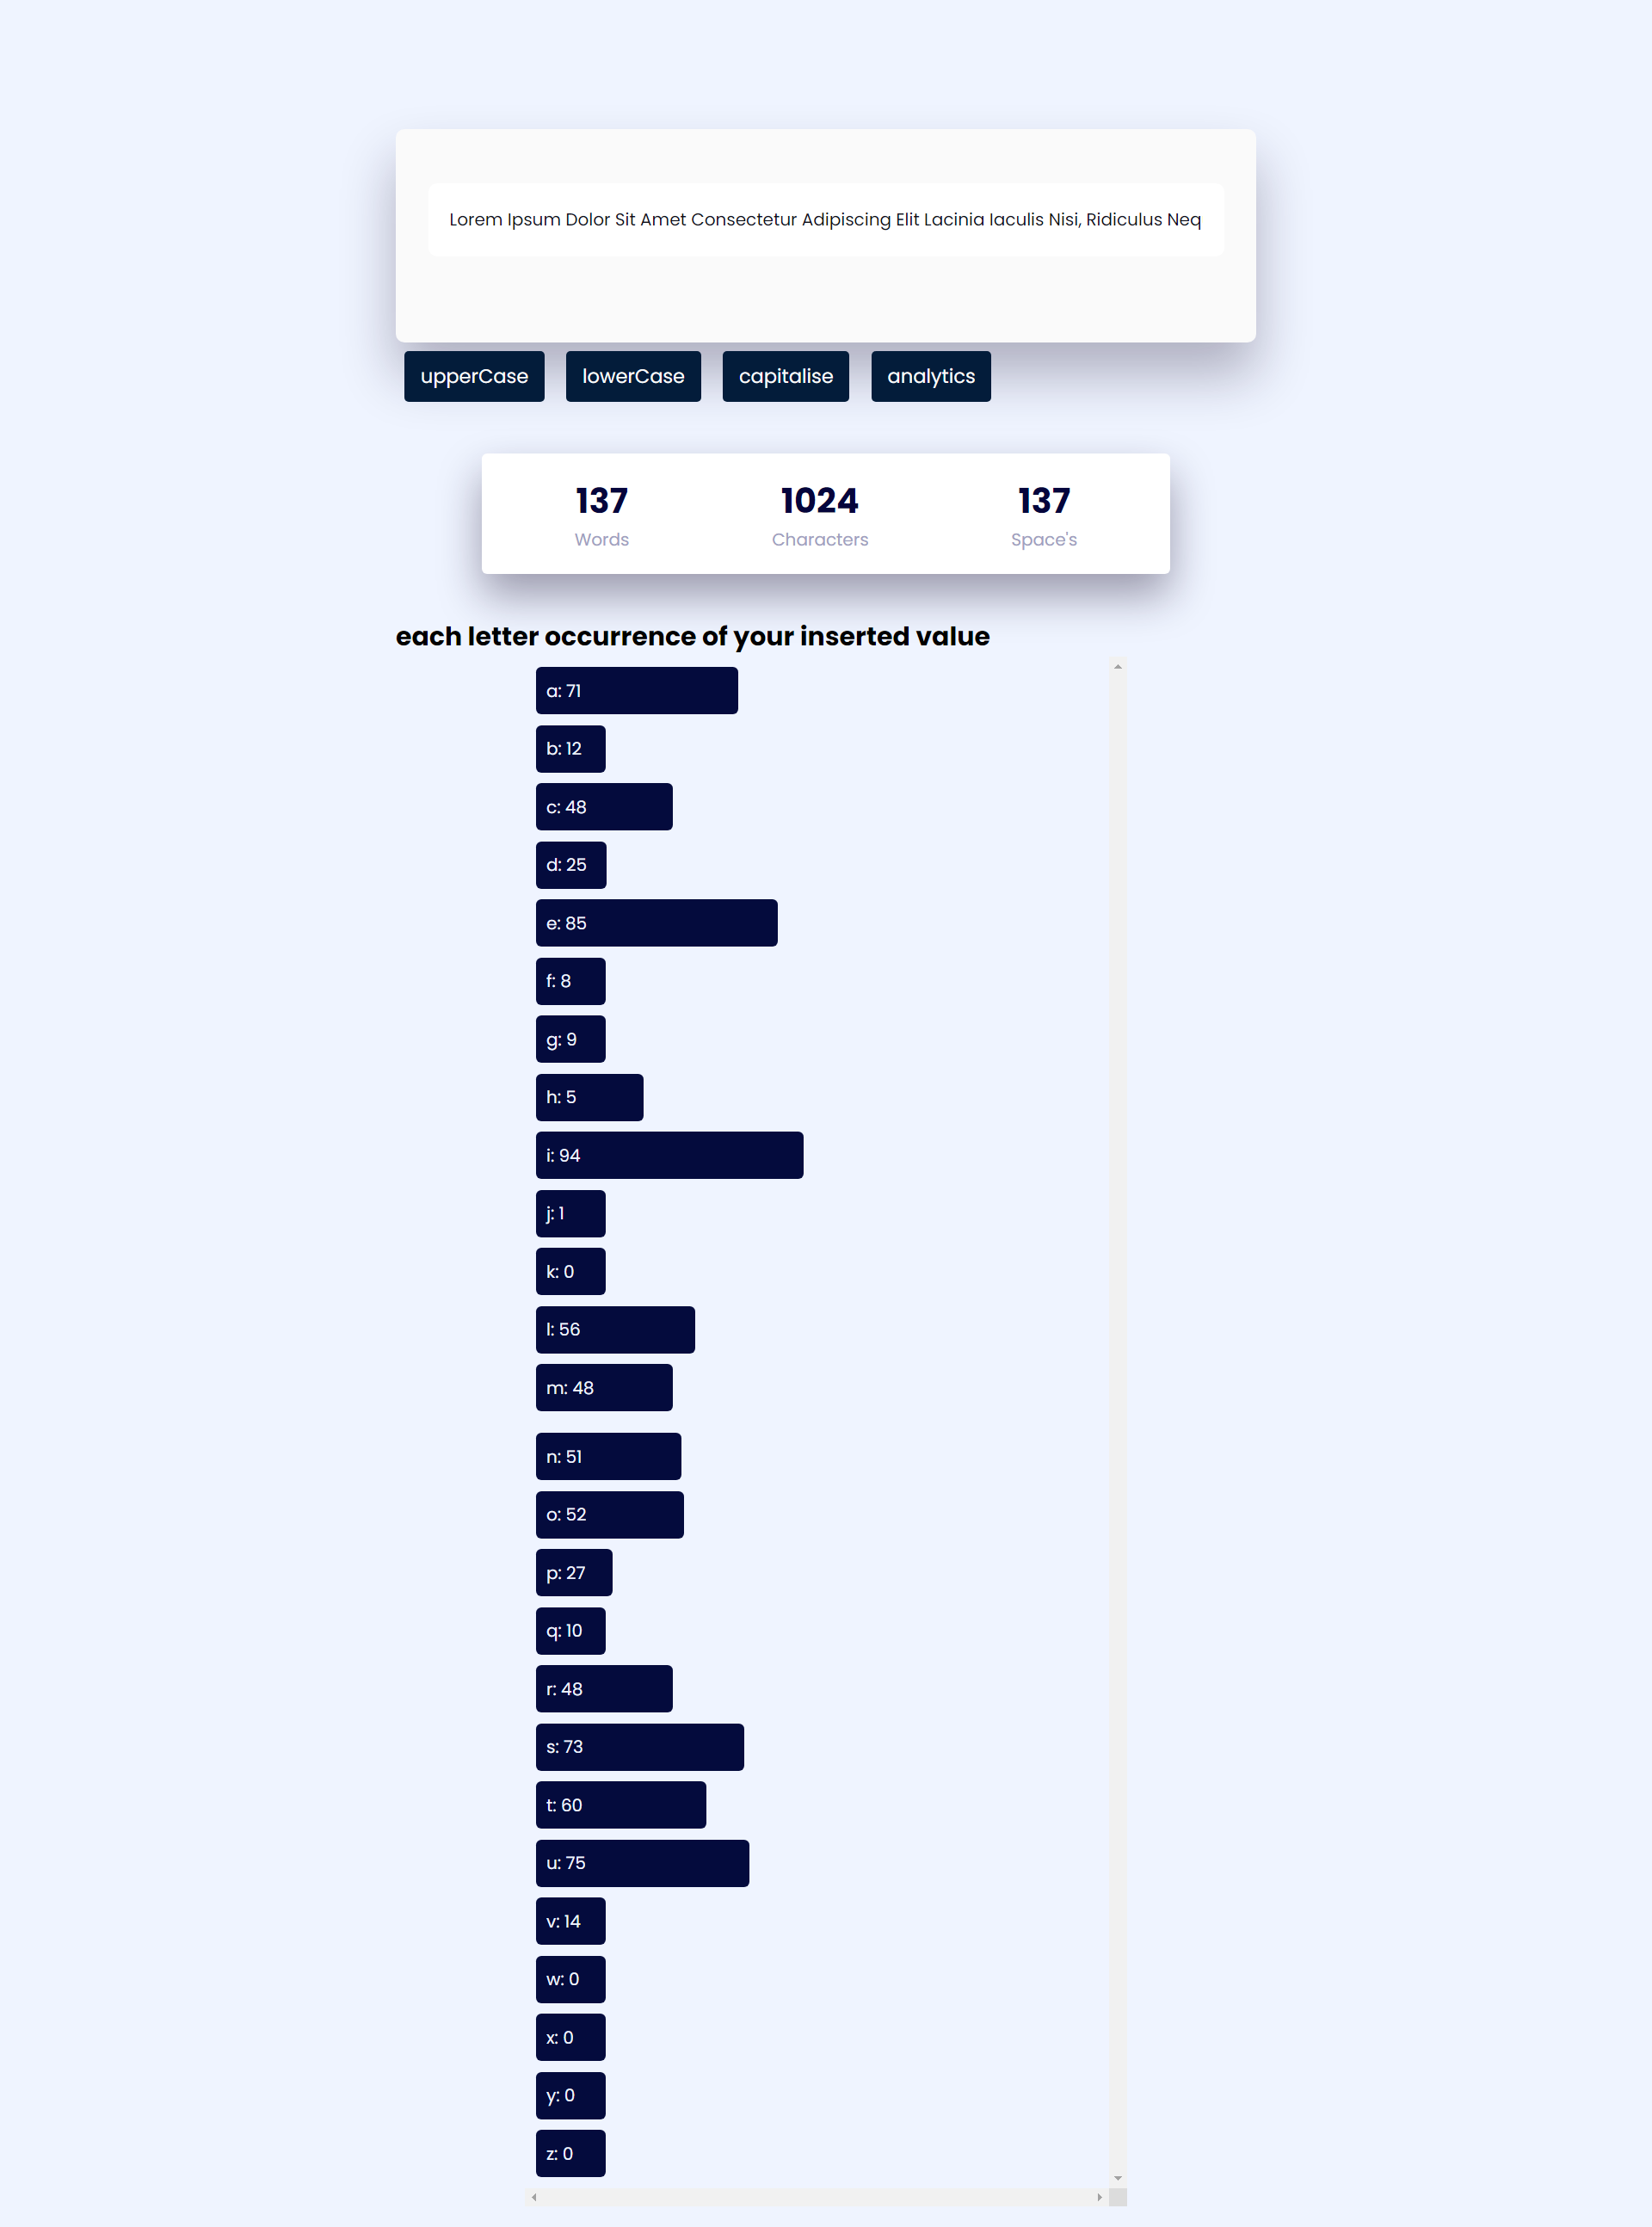 Lorem Ipsum Dolor Sit Amet Consectetur Adipiscing Elit Lacinia Iaculis Nisi, Ridiculus Neq
upperCase lowerCase capitalise analytics
137 1024 137
Words Characters Space's
each letter occurrence of your inserted value
a: 71
b: 12
c: 48
d: 25
e: 85
f: 8
g: 9
h: 5
i: 94
j: 1
k: 0
l: 56
m: 48
n: 51
o: 52
p: 27
q: 10
r: 48
s: 73
t: 60
u: 75
v: 14
w: 0
x: 0
y: 0
z: 0